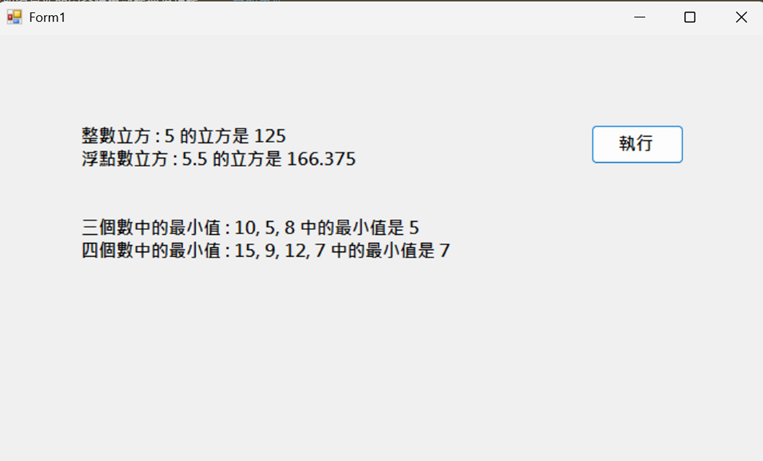 Form1
整數立方 : 5 的立方是 125
執行
浮點數立方 : 5.5 的立方是 166.375
三個數中的最小值 : 10, 5, 8 中的最小值是 5
四個數中的最小值 : 15, 9, 12, 7 中的最小值是 7